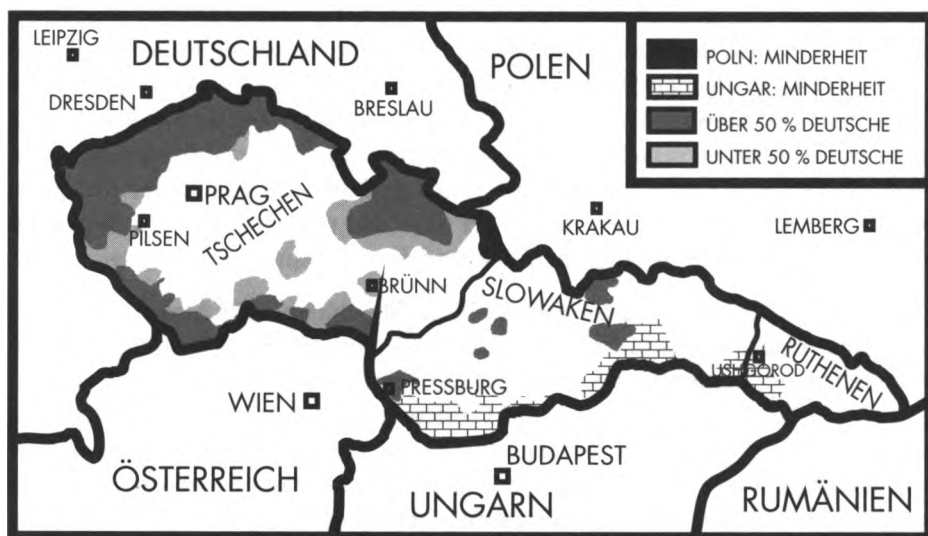 LEIPZIG
DEUTSCHLAND
POLEN
DRESDEN
BRESLAU
POLN: MINDERHEIT
UNGAR: MINDERHEIT
ÜBER 50 % DEUTSCHE
UNTER 50 % DEUTSCHE
PRAG
TSCHECHEN
PILSEN
KRAKAU
LEMBERG
BRÜNN
SLOWAKEN
RUTHENEN
USHGOROD
PRESSBURG
WIEN
BUDAPEST
ÖSTERREICH
UNGARN
RUMÄNIEN